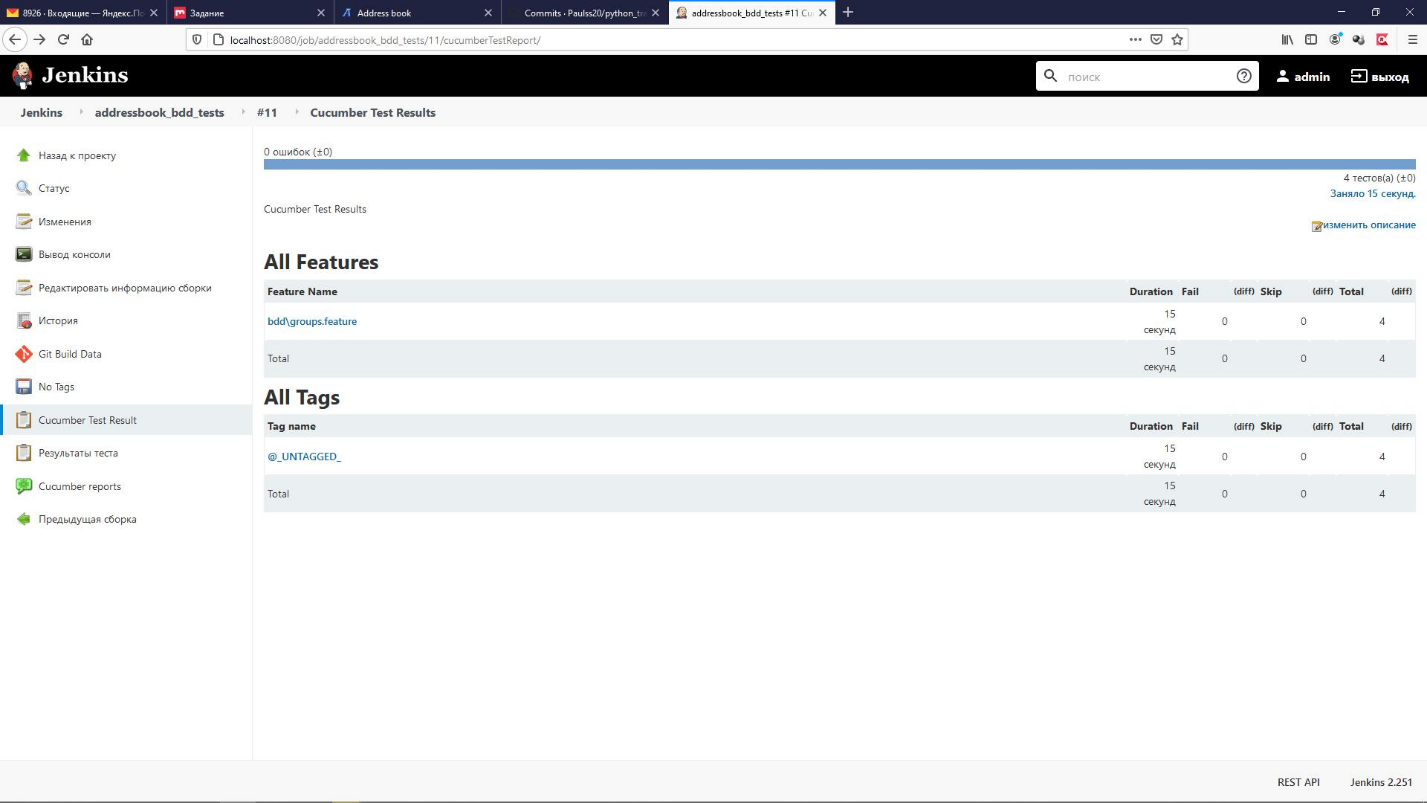 8926 · Входящие — Яндекс.По
Задание
Address book
Commits · Paulss20/python_tra
addressbook_bdd_tests #11 Cu
localhost:8080/job/addressbook_bdd_tests/11/cucumberTestReport/
Jenkins
поиск
admin
выход
Jenkins addressbook_bdd_tests #11 Cucumber Test Results
Назад к проекту
Статус
Изменения
Вывод консоли
Редактировать информацию сборки
История
Git Build Data
No Tags
Cucumber Test Result
Результаты теста
Cucumber reports
Предыдущая сборка
0 ошибок (±0)
4 тестов(а) (±0)
Заняло 15 секунд.
Cucumber Test Results
изменить описание
All Features
Feature Name Duration Fail (diff) Skip (diff) Total (diff)
bdd\groups.feature 15 секунд 0 0 4
Total 15 секунд 0 0 4
All Tags
Tag name Duration Fail (diff) Skip (diff) Total (diff)
@_UNTAGGED_ 15 секунд 0 0 4
Total 15 секунд 0 0 4
REST API Jenkins 2.251